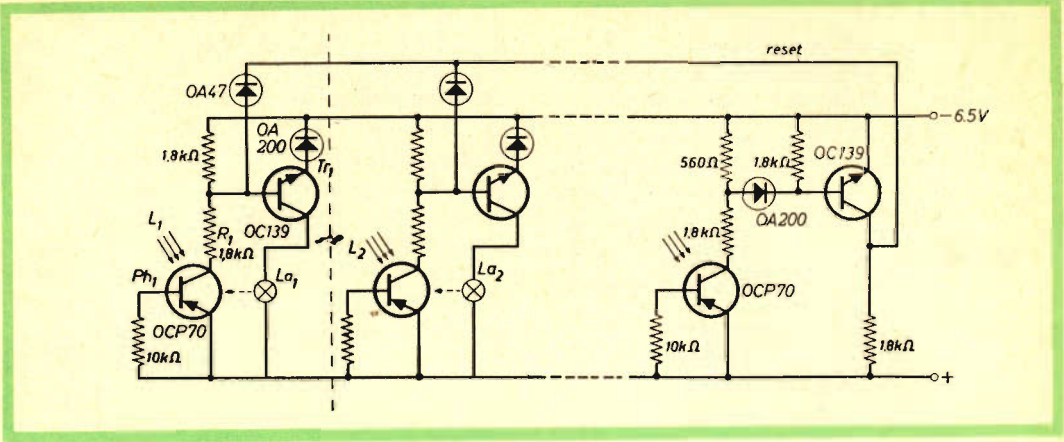 reset
OA47
-6.5V
OA
200
1,8kΩ
Tr1
560Ω
1,8kΩ
OC139
L1
R1
1,8kΩ
OC139
L2
OA200
1,8kΩ
Ph1
La1
La2
OCP70
OCP70
10kΩ
10kΩ
1,8kΩ
+